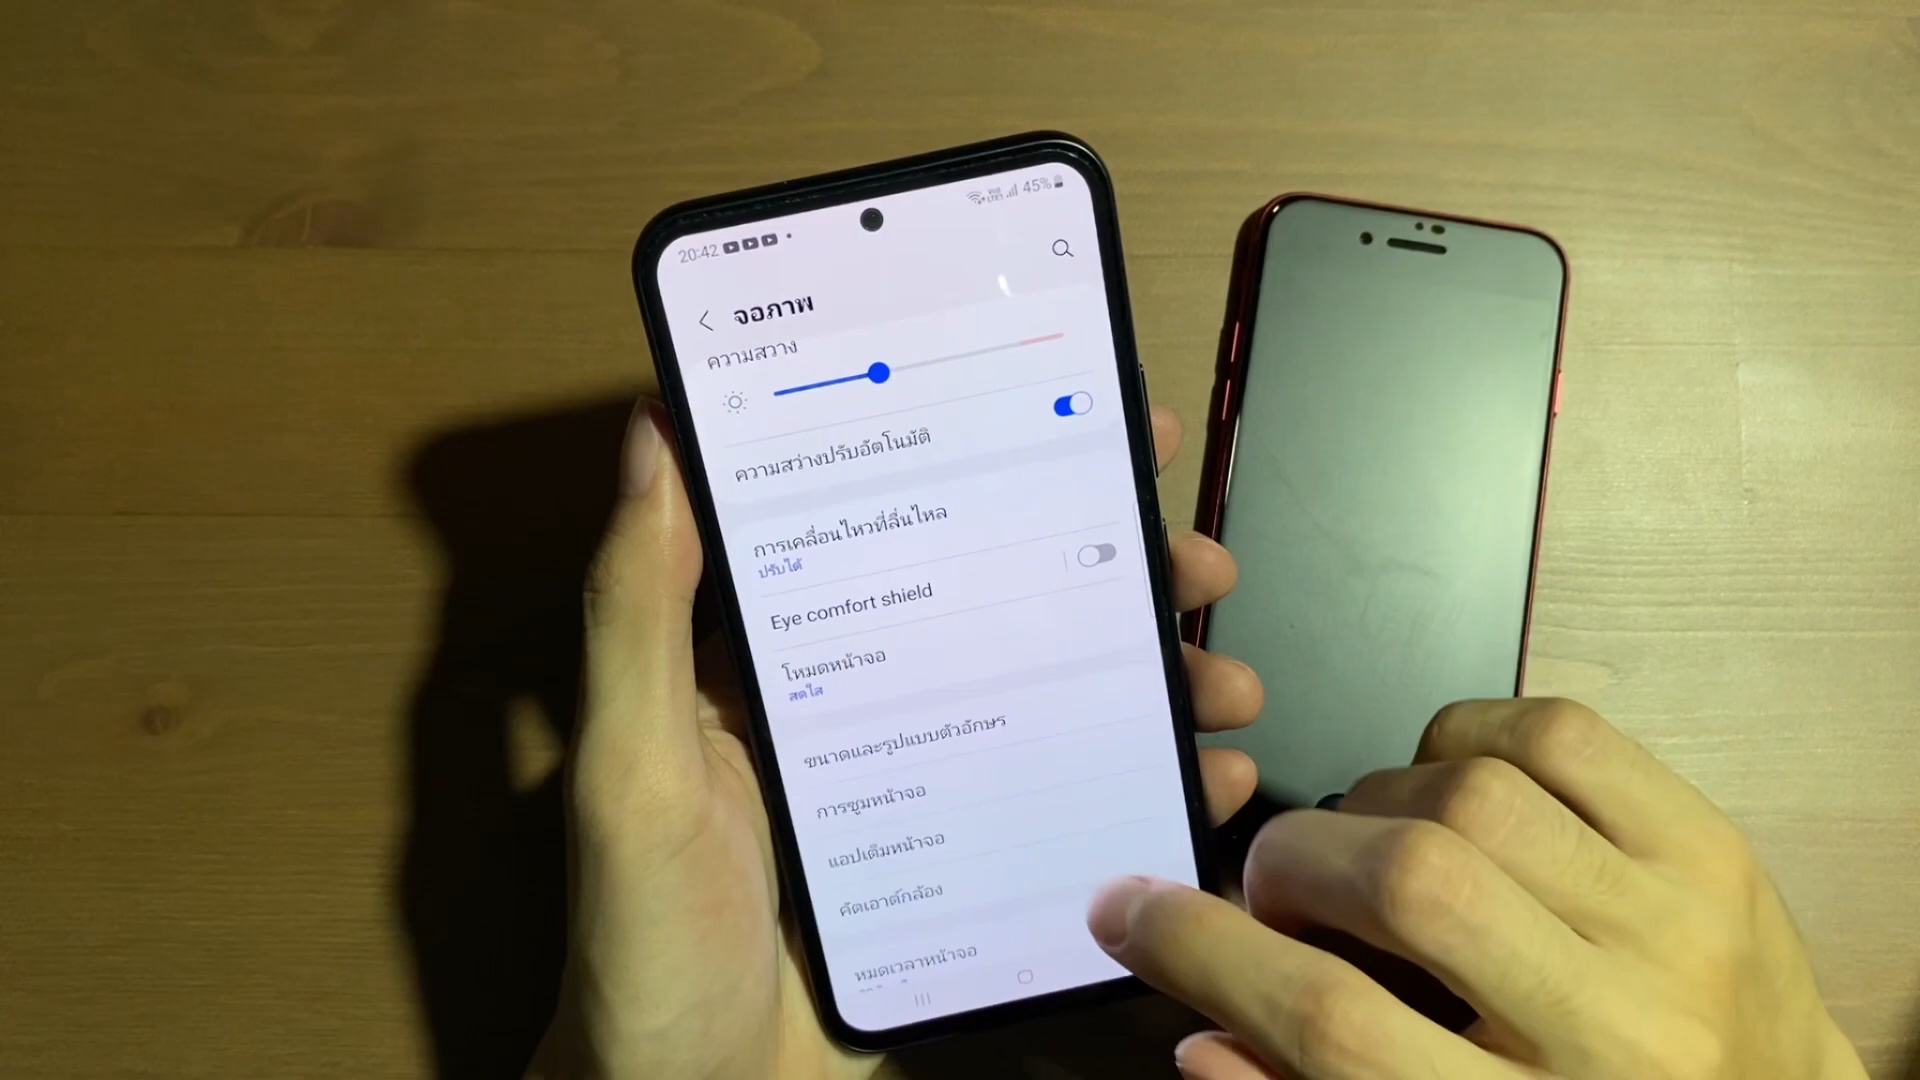 20:42
45%
จอภาพ
ความสว่าง
ความสว่างปรับอัตโนมัติ
การเคลื่อนไหวที่ลื่นไหล
ปรับได้
Eye comfort shield
โหมดหน้าจอ
สดใส
ขนาดและรูปแบบตัวอักษร
การซูมหน้าจอ
แอปเต็มหน้าจอ
คัตเอาต์กล้อง
หมดเวลาหน้าจอ